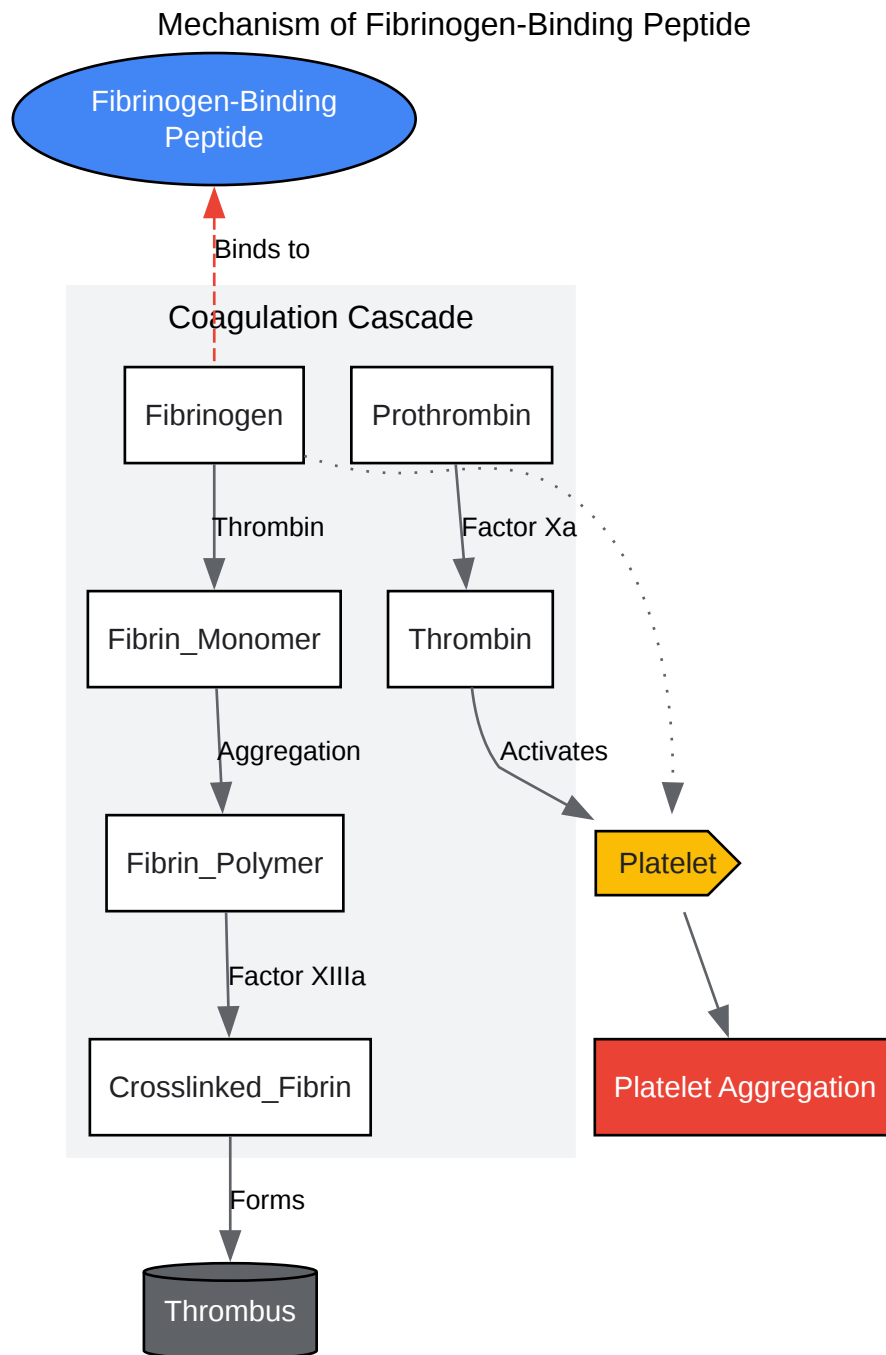 Mechanism of Fibrinogen-Binding Peptide
Fibrinogen-Binding
Peptide
Binds to
Coagulation Cascade
Fibrinogen
Prothrombin
Thrombin
Factor Xa
Fibrin_Monomer
Thrombin
Aggregation
Activates
Fibrin_Polymer
Platelet
Factor XIIIa
Crosslinked_Fibrin
Platelet Aggregation
Forms
Thrombus